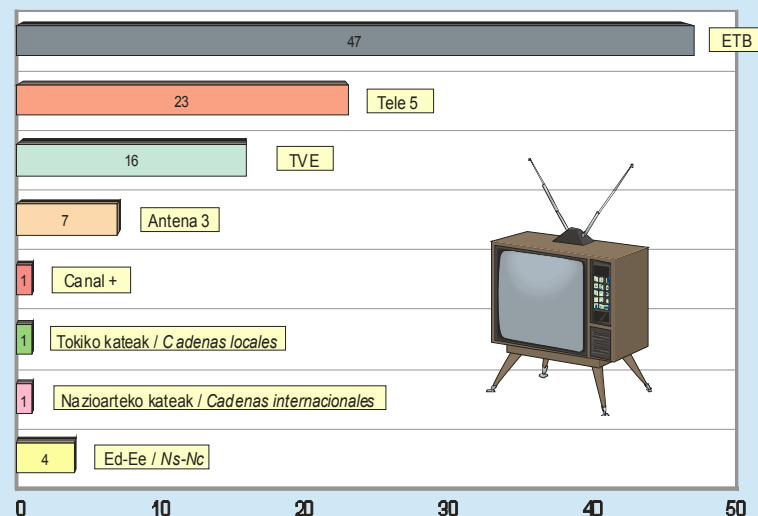 47 ETB
23 Tele 5
16 TVE
7 Antena 3
1 Canal +
1 Tokiko kateak / Cadenas locales
1 Nazioarteko kateak / Cadenas internacionales
4 Ed-Ee / Ns-Nc
0 10 20 30 40 50